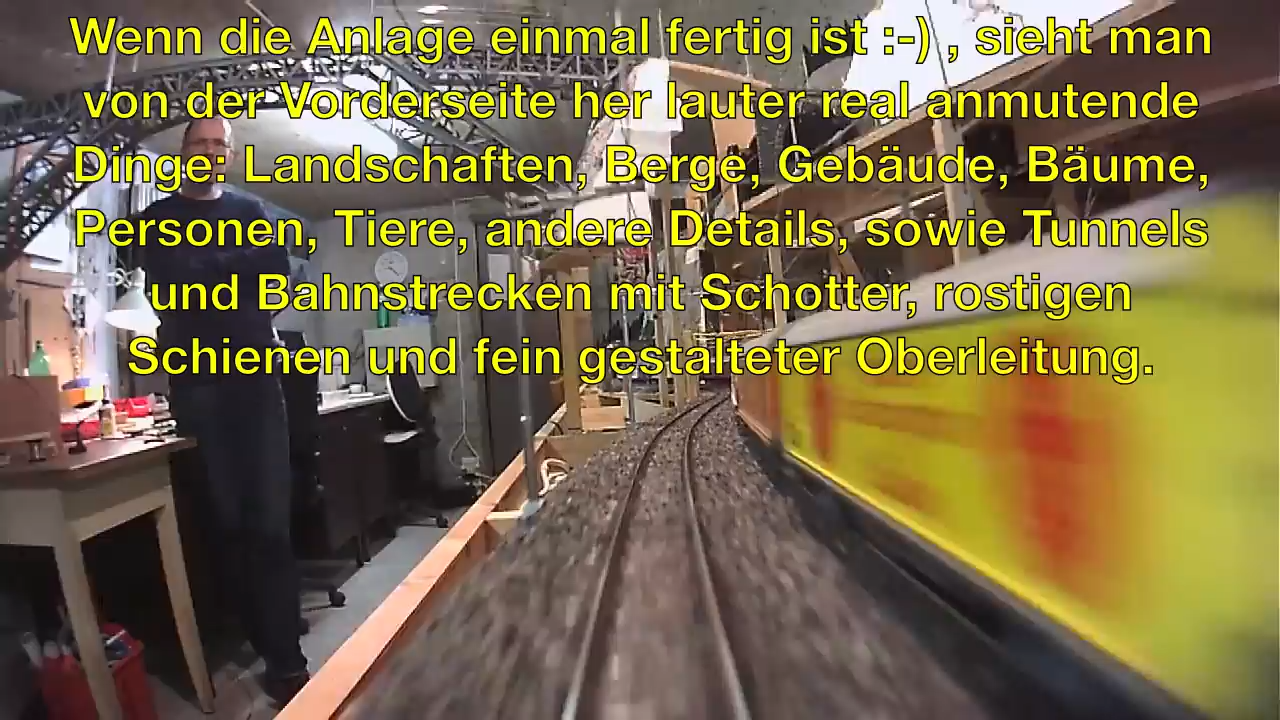 Wenn die Anlage einmal fertig ist :-) , sieht man
von der Vorderseite her lauter real anmutende
Dinge: Landschaften, Berge, Gebäude, Bäume,
Personen, Tiere, andere Details, sowie Tunnels
und Bahnstrecken mit Schotter, rostigen
Schienen und fein gestalteter Oberleitung.